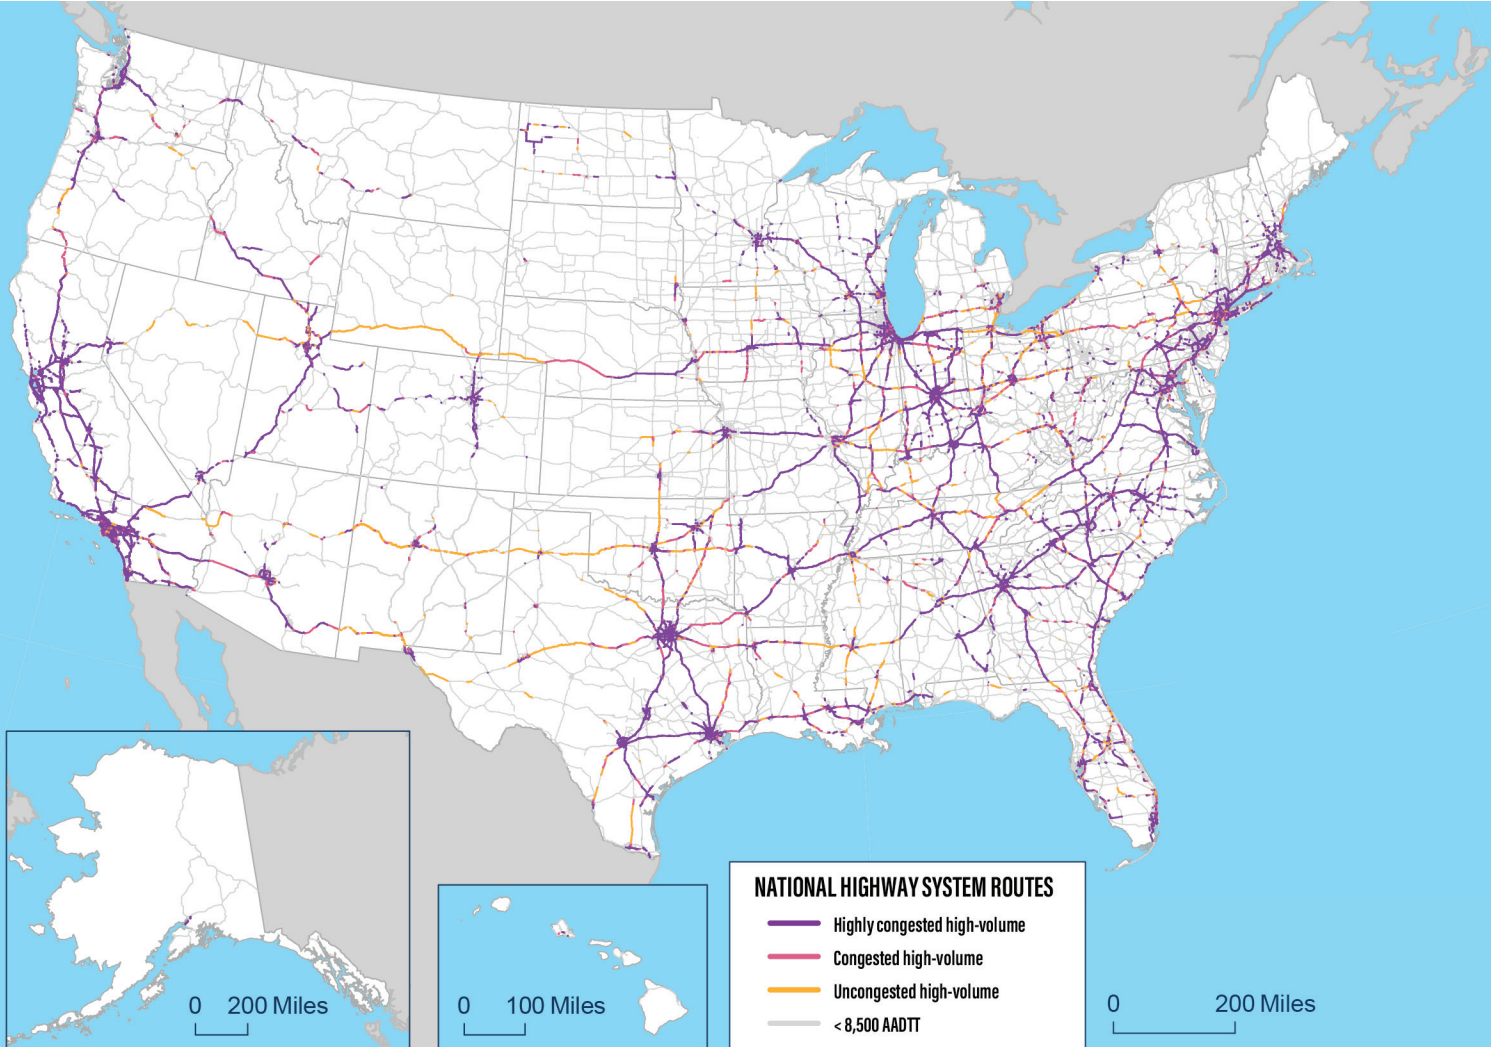 NATIONAL HIGHWAY SYSTEM ROUTES
Highly congested high-volume
Congested high-volume
Uncongested high-volume
< 8,500 AADTT
0 200 Miles
0 100 Miles
0 200 Miles